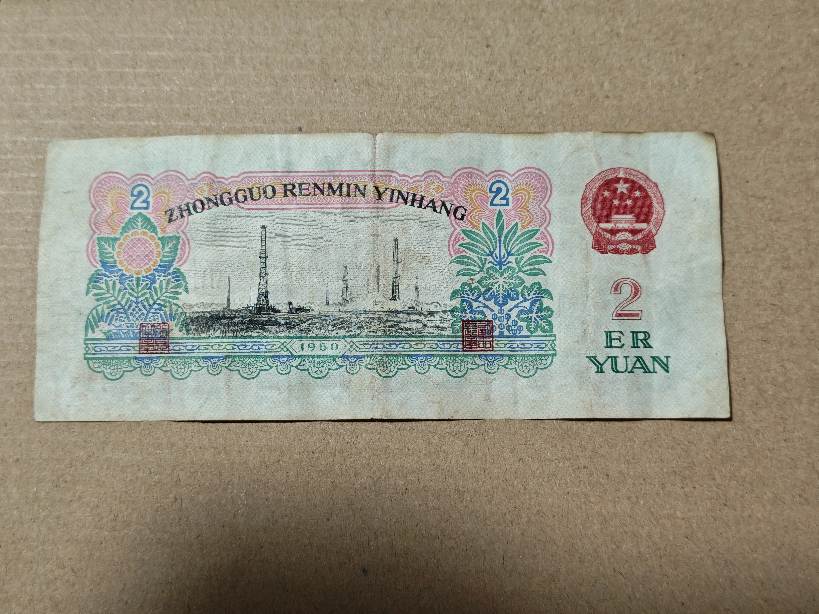 2
2
ZHONGGUO RENMIN YINHANG
1960
2
ER
YUAN